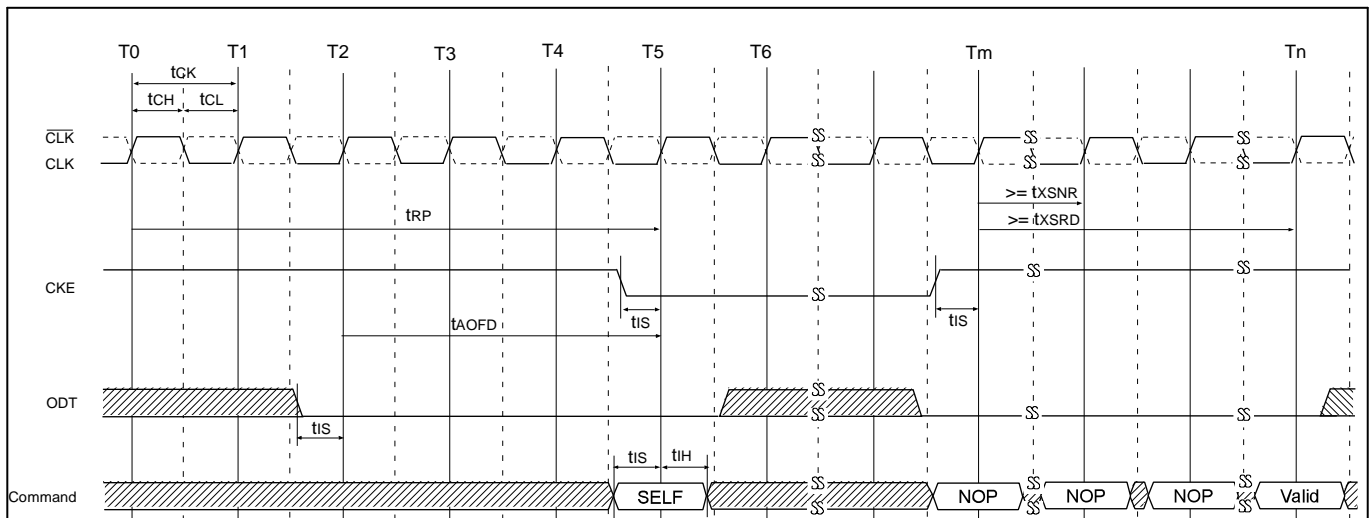 T0 T1 T2 T3 T4 T5 T6 Tm Tn
tCK
tCH tCL
CLK
CLK
>= tXSNR
tRP
>= tXSRD
CKE
tIS tIS
tAOFD
ODT
tIS
tIS tIH
Command SELF NOP NOP NOP Valid